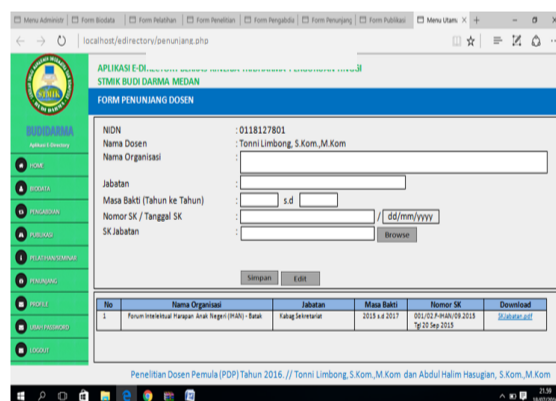 Menu Administr
Form Biodata
Form Pelatihan
Form Penelitian
Form Pengabdia
Form Penunjang
Form Publikasi
Menu Utam
localhost/edirectory/penunjang.php
APLIKASI
STMIK BUDI DARMA MEDAN
FORM PENUNJANG DOSEN
STMIK
BUDIDARMA
Aplikasi E-Directory
HOME
BIODATA
PENGABDIAN
PUBLIKASI
PELATIHAN/SEMINAR
PENUNJANG
PROFILE
UBAH PASSWORD
LOGOUT
NIDN : 0118127801
Nama Dosen : Tonni Limbong, S.Kom.,M.Kom
Nama Organisasi :
Jabatan :
Masa Bakti (Tahun ke Tahun) : s.d
Nomor SK / Tanggal SK : / dd/mm/yyyy
SK Jabatan : Browse
Simpan Edit
No Nama Organisasi Jabatan Masa Bakti Nomor SK Download
1 Forum Intelektual Harapan Anak Negeri (IHAN) - Batak Kabag Sekretariat 2015 s.d 2017 001/02.P-IHAN/09.2015 SKjabatan.pdf
Tgl 20 Sep 2015
Penelitian Dosen Pemula (PDP) Tahun 2016. // Tonni Limbong, S.Kom.,M.Kom dan Abdul Halim Hasugian, S.Kom.,M.Kom
21.59